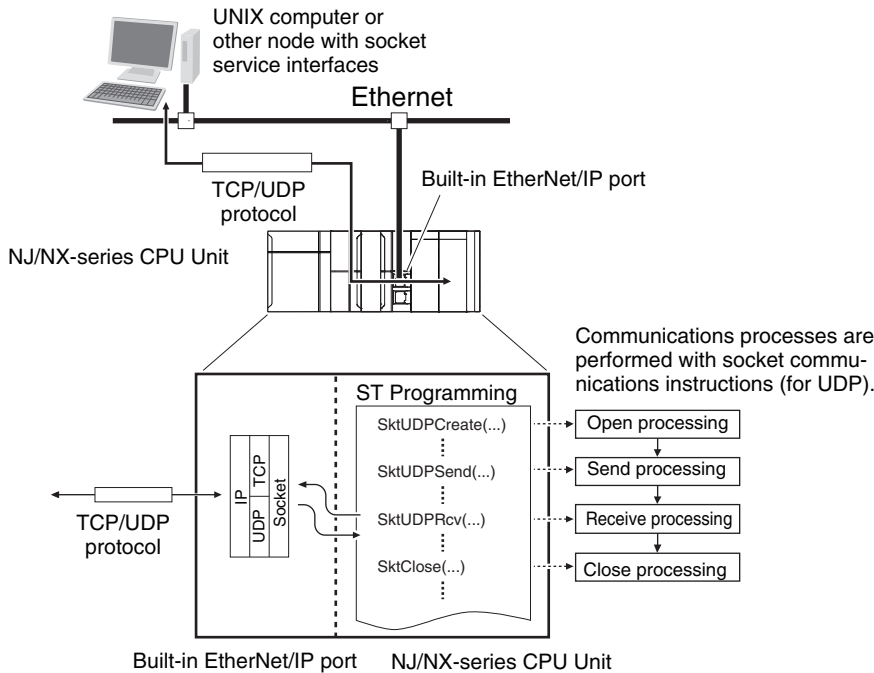 UNIX computer or
other node with socket
service interfaces
Ethernet
TCP/UDP
protocol
Built-in EtherNet/IP port
NJ/NX-series CPU Unit
Communications processes are
performed with socket commu-
nications instructions (for UDP).
ST Programming
SktUDPCreate(...)
Open processing
SktUDPSend(...)
Send processing
SktUDPRcv(...)
Receive processing
SktClose(...)
Close processing
IP
TCP
UDP
Socket
TCP/UDP
protocol
Built-in EtherNet/IP port
NJ/NX-series CPU Unit